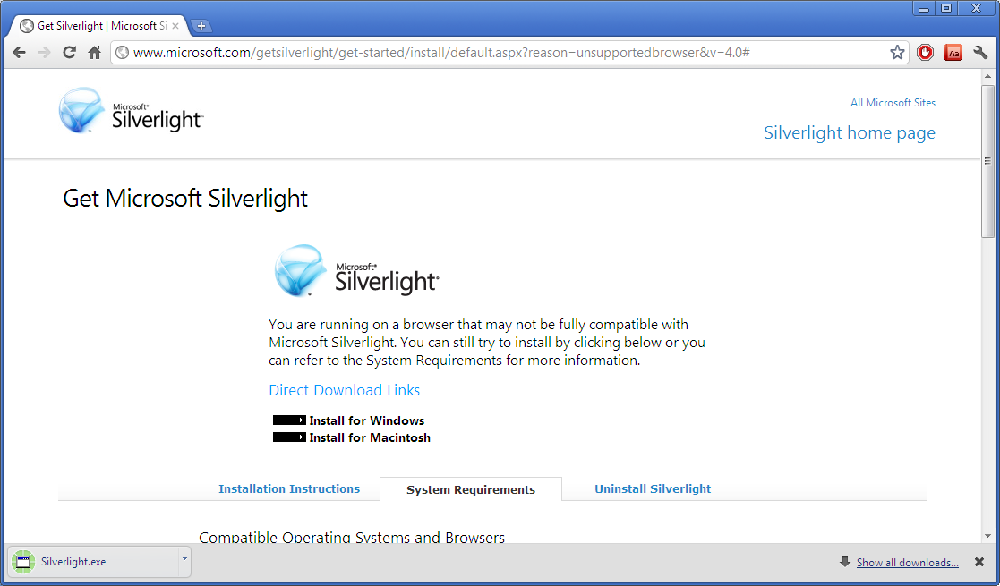 Get Silverlight | Microsoft Si
www.microsoft.com/getsilverlight/get-started/install/default.aspx?reason=unsupportedbrowser&v=4.0#
Aa
Microsoft®
Silverlight™
All Microsoft Sites
Silverlight home page
Get Microsoft Silverlight
Microsoft®
Silverlight®
You are running on a browser that may not be fully compatible with
Microsoft Silverlight. You can still try to install by clicking below or you
can refer to the System Requirements for more information.
Direct Download Links
Install for Windows
Install for Macintosh
Installation Instructions
System Requirements
Uninstall Silverlight
Compatible Operating Systems and Browsers
Silverlight.exe
Show all downloads...